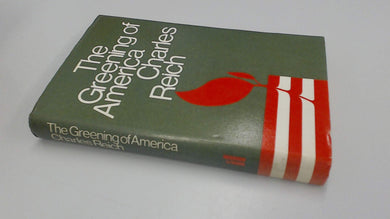 The
Greening of
America
Charles
Reich
The Greening of America
Charles Reich